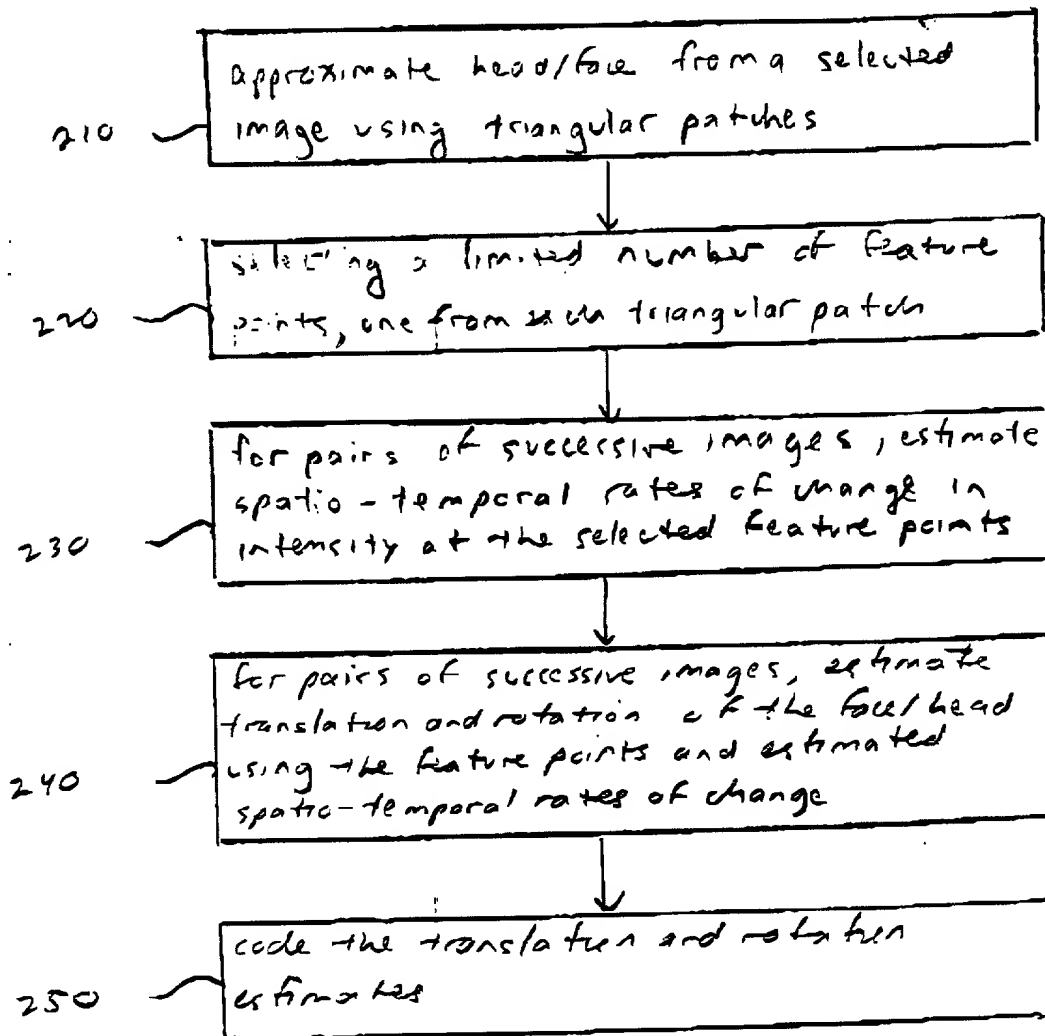 approximate head/face from a selected
210
image using triangular patches
selecting a limited number of feature
220
points, one from each triangular patch
for pairs of successive images, estimate
spatio-temporal rates of change in
230
intensity at the selected feature points
for pairs of successive images, estimate
translation and rotation of the face/head
240
using the feature points and estimated
spatio-temporal rates of change
code the translation and rotation
250
estimates